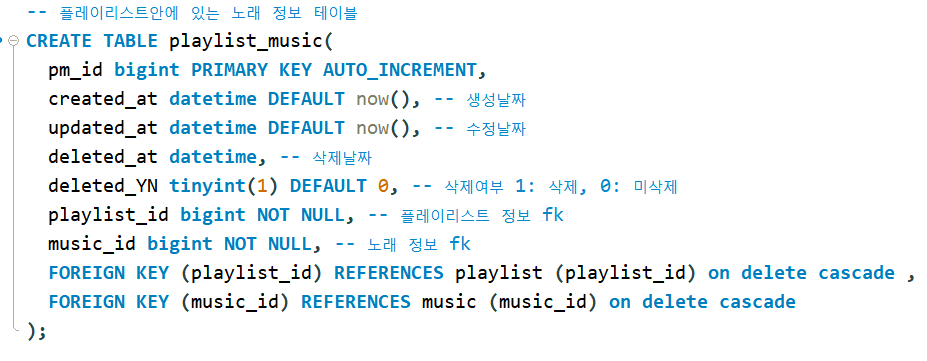 -- 플레이리스트안에 있는 노래 정보 테이블
CREATE TABLE playlist_music(
pm_id bigint PRIMARY KEY AUTO_INCREMENT,
created_at datetime DEFAULT now(), -- 생성날짜
updated_at datetime DEFAULT now(), -- 수정날짜
deleted_at datetime, -- 삭제날짜
deleted_YN tinyint(1) DEFAULT 0, -- 삭제여부 1: 삭제, 0: 미삭제
playlist_id bigint NOT NULL, -- 플레이리스트 정보 fk
music_id bigint NOT NULL, -- 노래 정보 fk
FOREIGN KEY (playlist_id) REFERENCES playlist (playlist_id) on delete cascade ,
FOREIGN KEY (music_id) REFERENCES music (music_id) on delete cascade
);